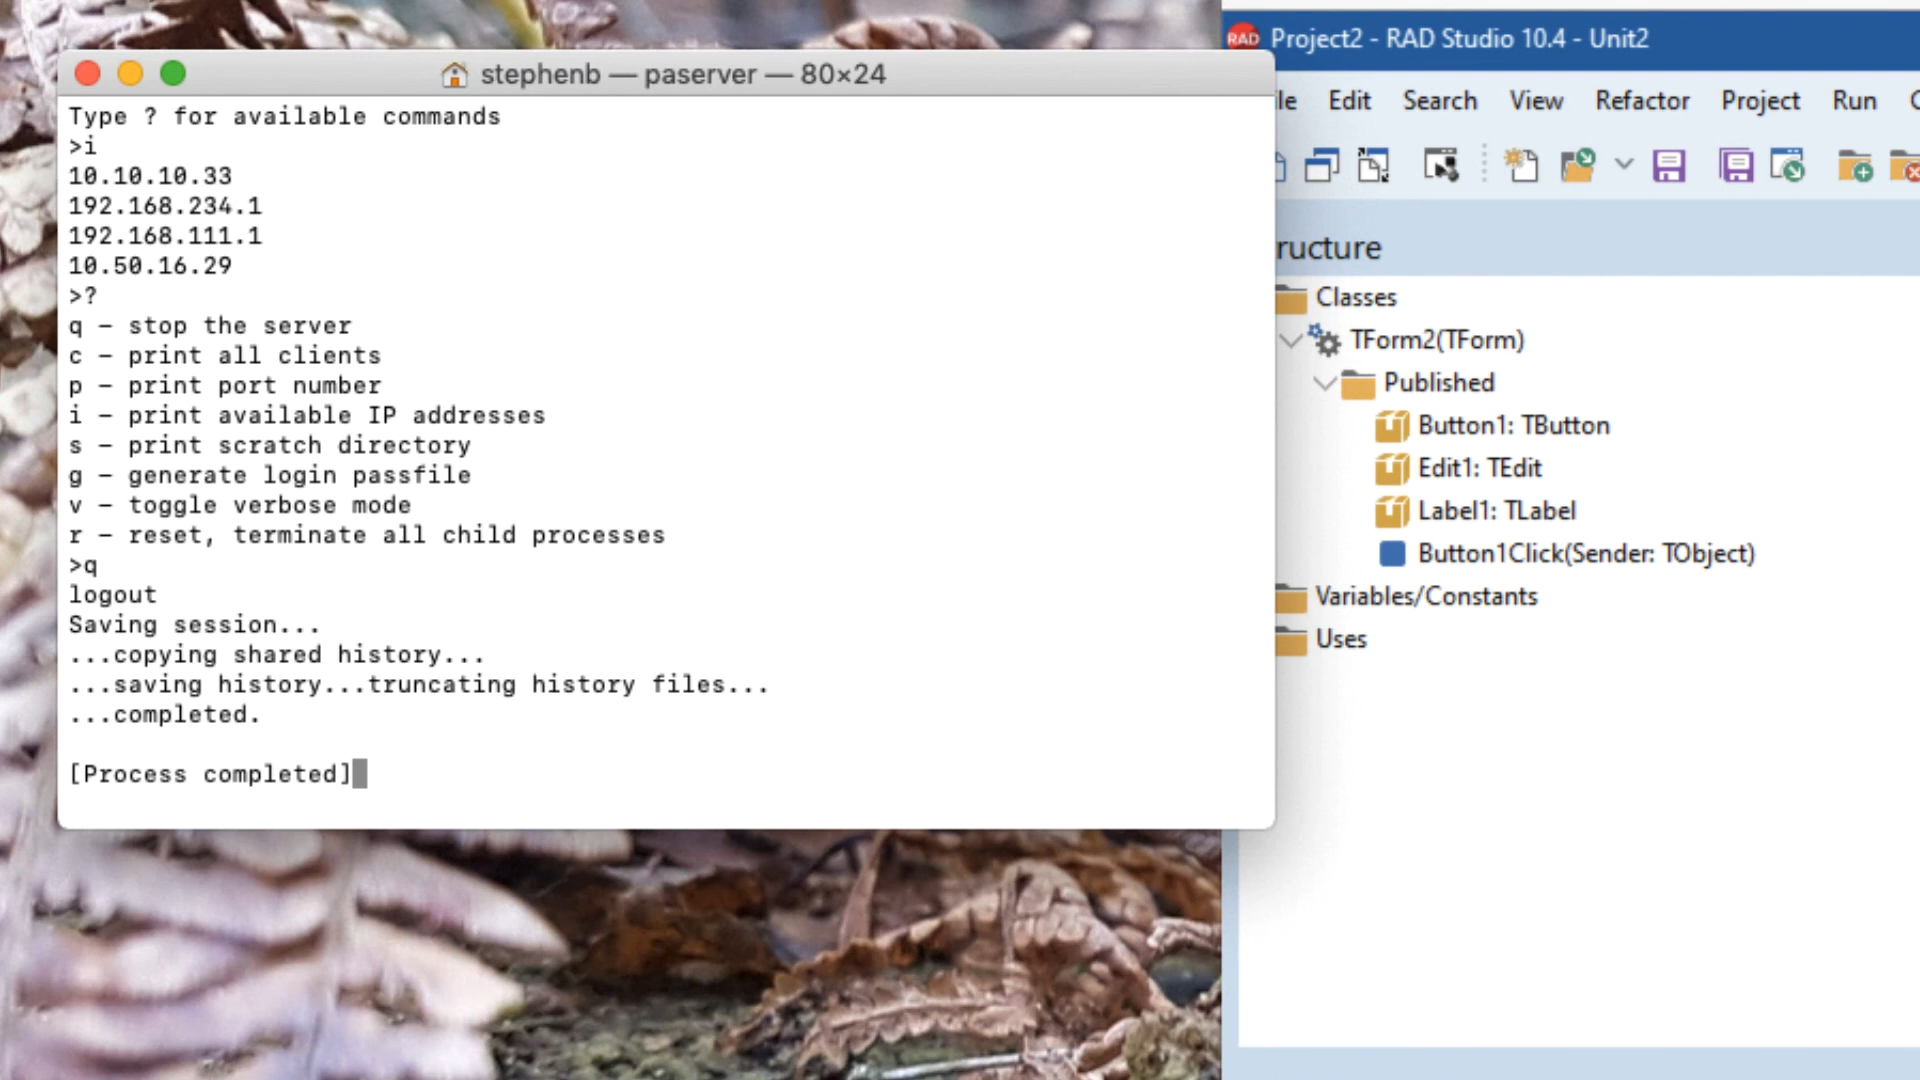 stephenb — paserver — 80×24
Type ? for available commands
>i
10.10.10.33
192.168.234.1
192.168.111.1
10.50.16.29
>?
q – stop the server
c – print all clients
p – print port number
i – print available IP addresses
s – print scratch directory
g – generate login passfile
v – toggle verbose mode
r – reset, terminate all child processes
>q
logout
Saving session...
...copying shared history...
...saving history...truncating history files...
...completed.
[Process completed]
RAD Project2 - RAD Studio 10.4 - Unit2
le Edit Search View Refactor Project Run
ructure
Classes
TForm2(TForm)
Published
Button1: TButton
Edit1: TEdit
Label1: TLabel
Button1Click(Sender: TObject)
Variables/Constants
Uses